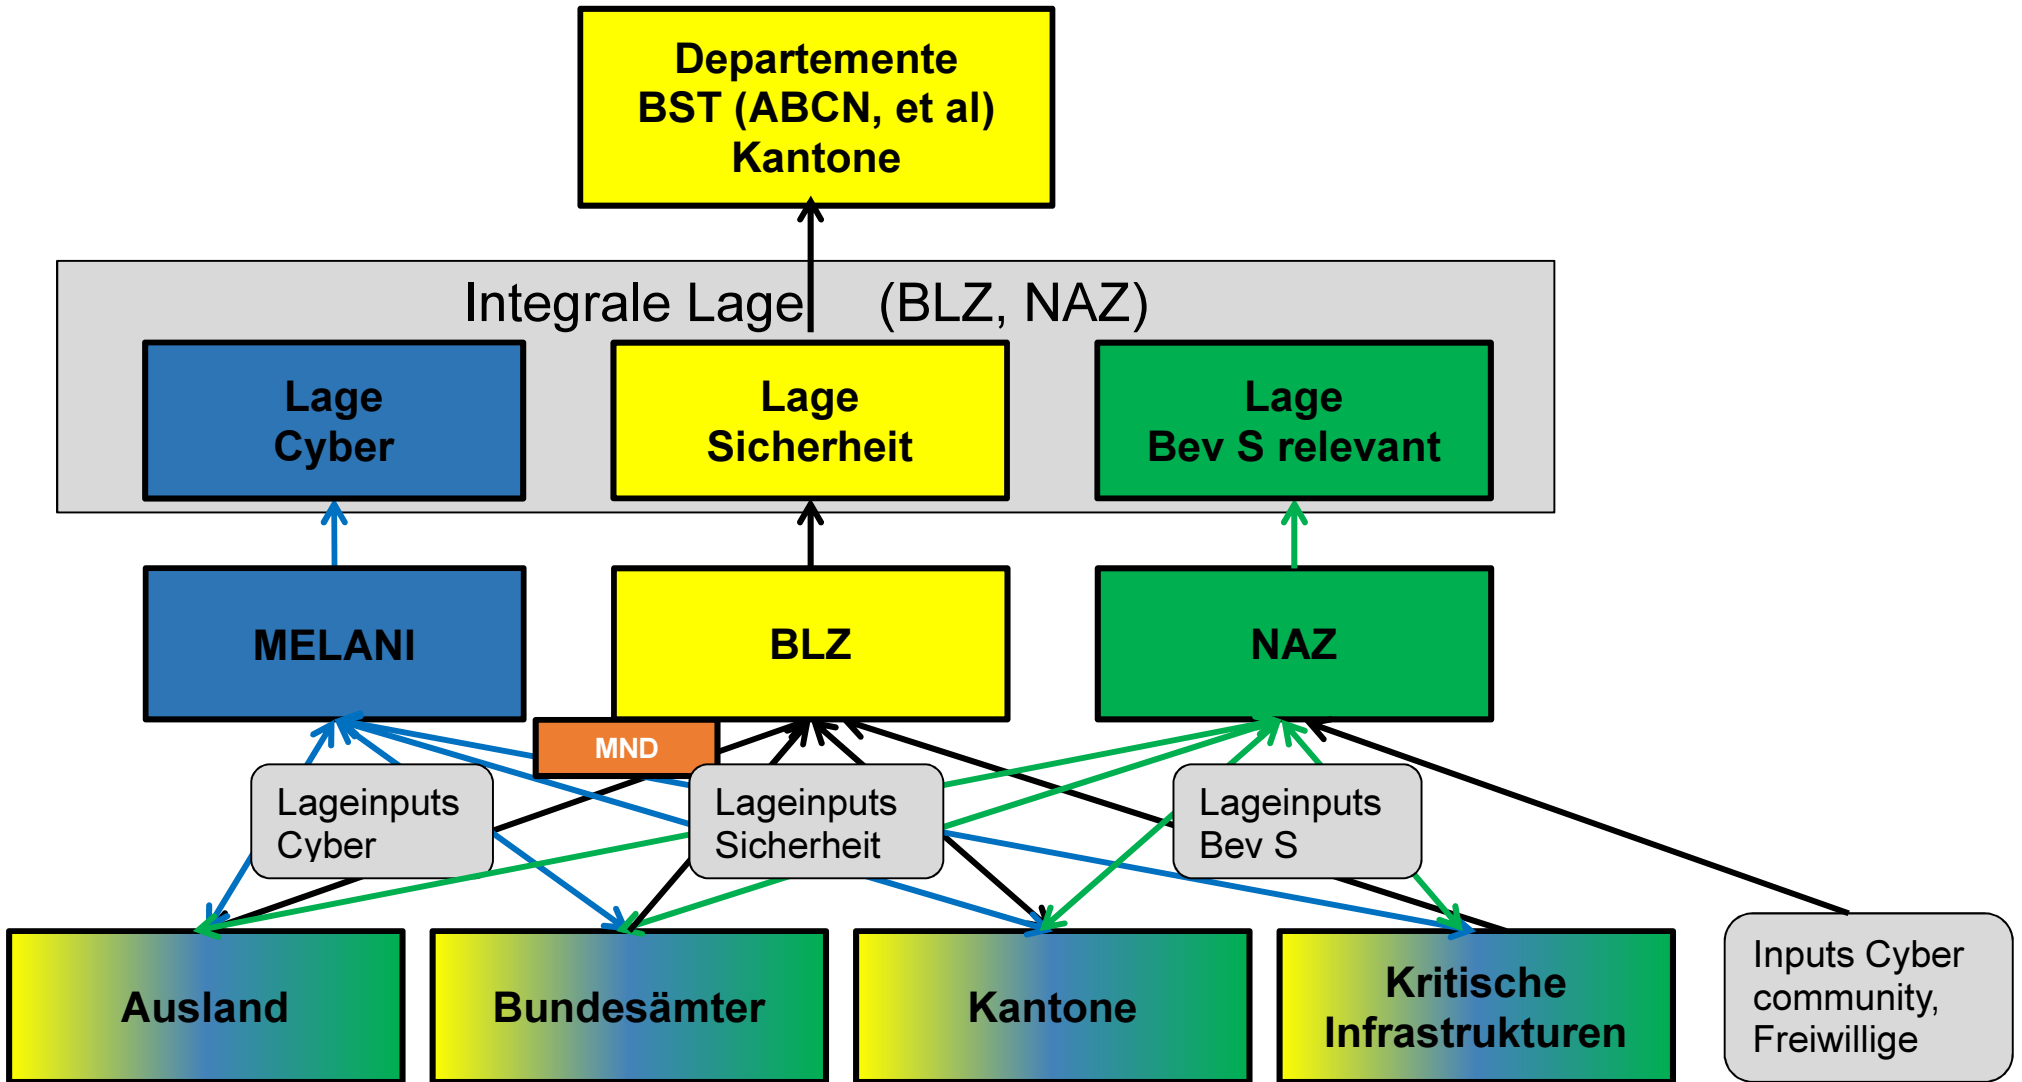 Departemente
BST (ABCN, et al)
Kantone
Integrale Lage (BLZ, NAZ)
Lage
Cyber
Lage
Sicherheit
Lage
Bev S relevant
MELANI
BLZ
NAZ
MND
Lageinputs
Cyber
Lageinputs
Sicherheit
Lageinputs
Bev S
Ausland
Bundesämter
Kantone
Kritische
Infrastrukturen
Inputs Cyber
community,
Freiwillige